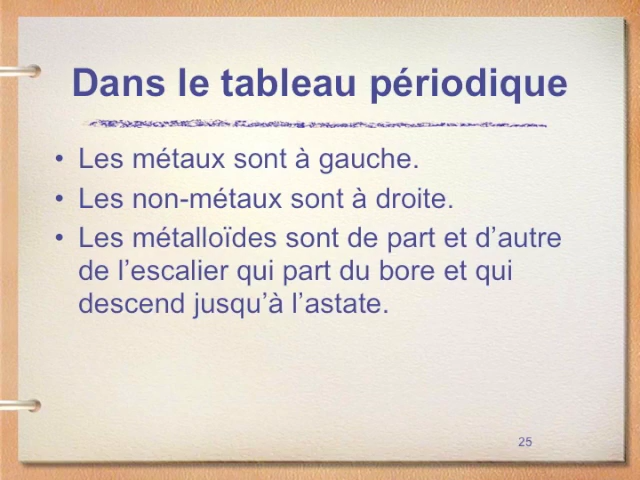 Dans le tableau périodique
• Les métaux sont à gauche.
• Les non-métaux sont à droite.
• Les métalloïdes sont de part et d’autre
de l’escalier qui part du bore et qui
descend jusqu’à l’astate.
25